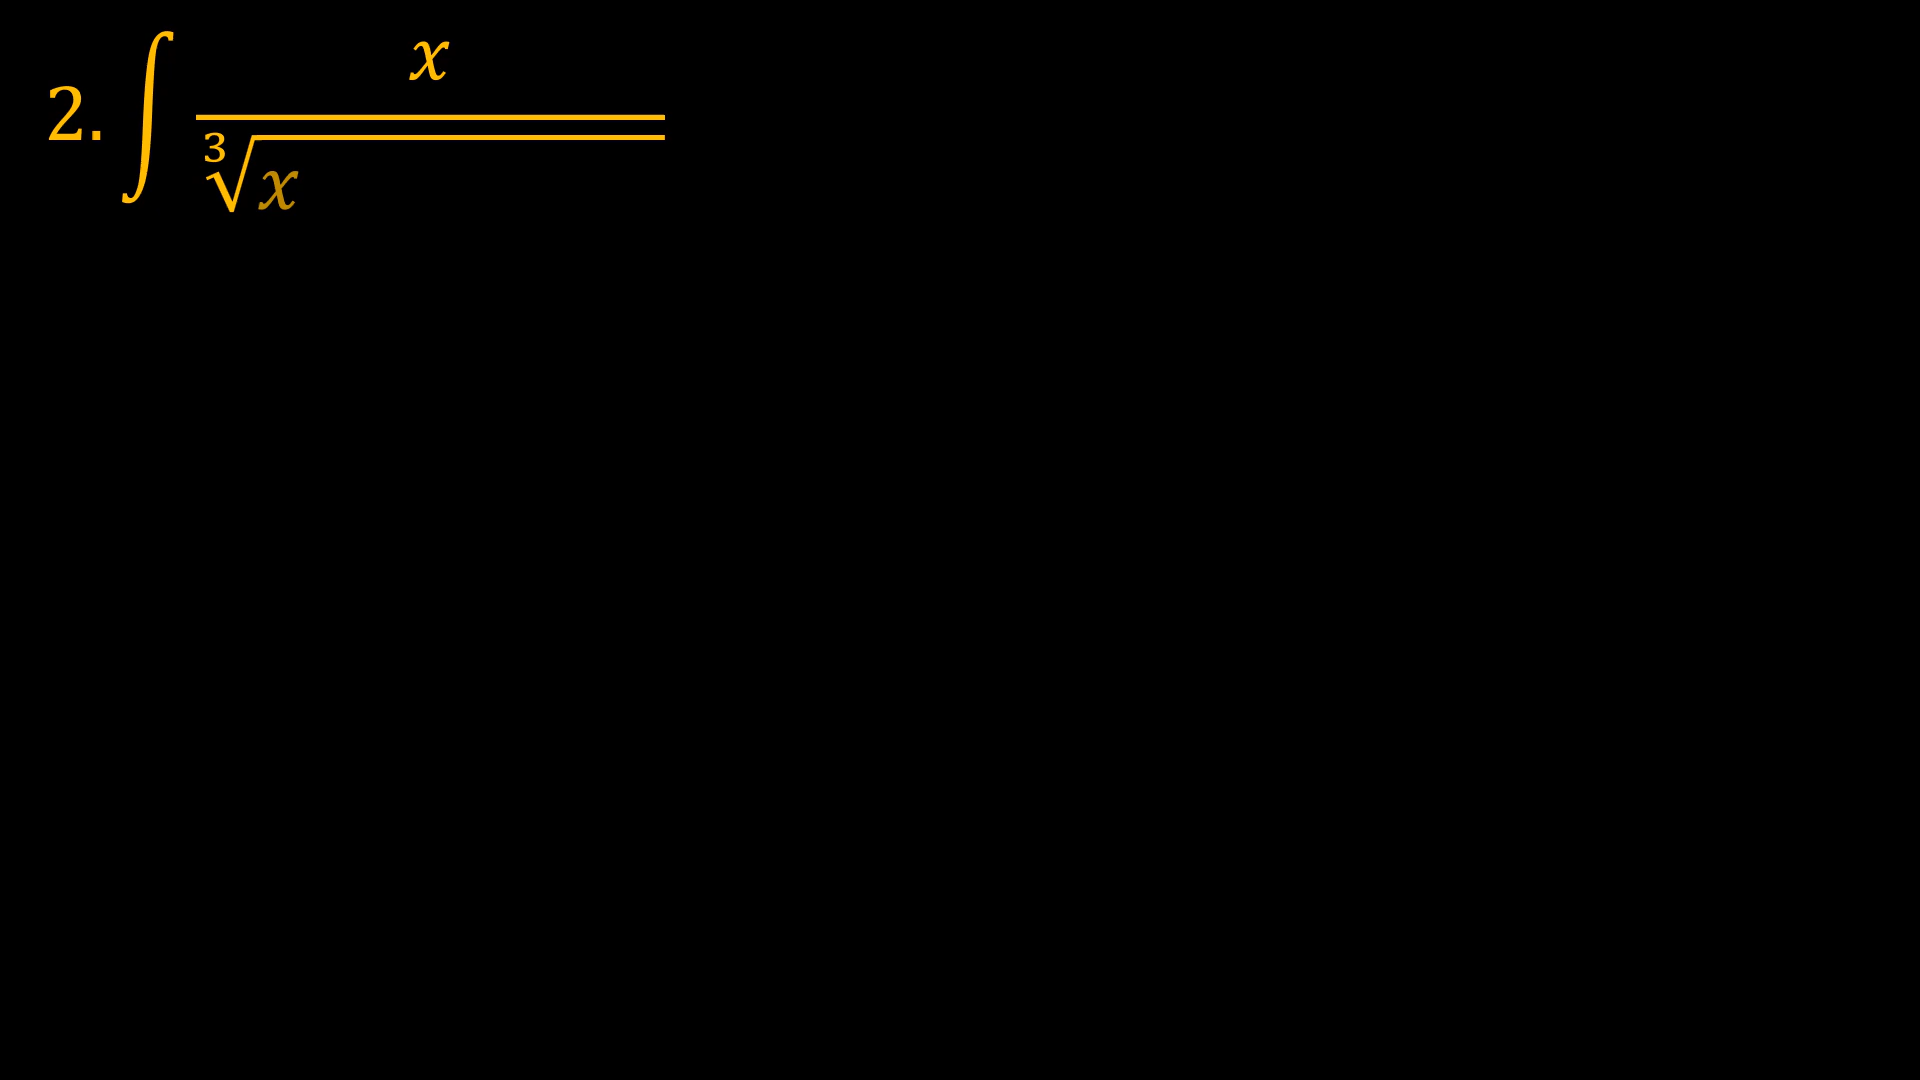 2. ∫ x / ∛x